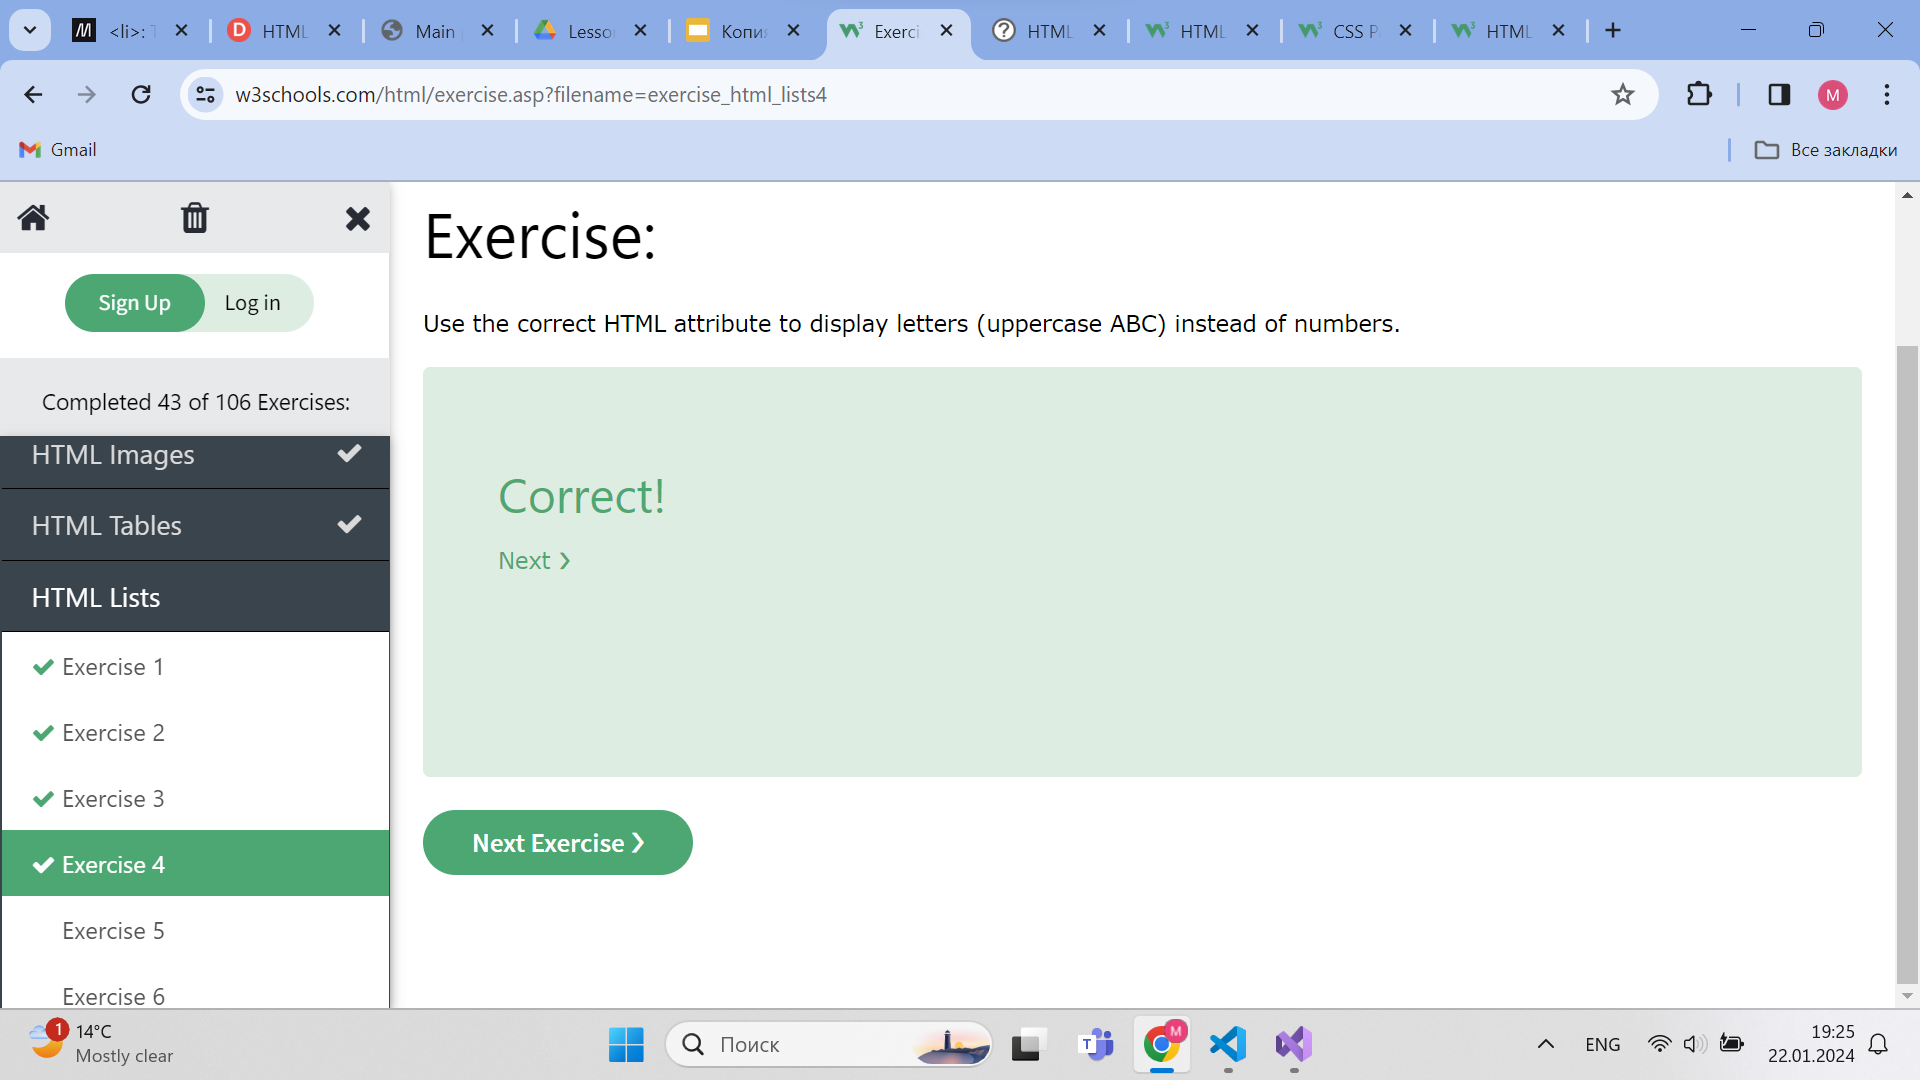 <li>: T
HTML
Main
Lesso
Копи
Exerci
HTML
HTML
CSS P
HTML
w3schools.com/html/exercise.asp?filename=exercise_html_lists4
M
Gmail
Все закладки
Sign Up
Log in
Completed 43 of 106 Exercises:
HTML Images
HTML Tables
HTML Lists
Exercise 1
Exercise 2
Exercise 3
Exercise 4
Exercise 5
Exercise 6
Exercise:
Use the correct HTML attribute to display letters (uppercase ABC) instead of numbers.
Correct!
Next ❯
Next Exercise ❯
1
14°C
Mostly clear
Поиск
M
ENG
19:25
22.01.2024